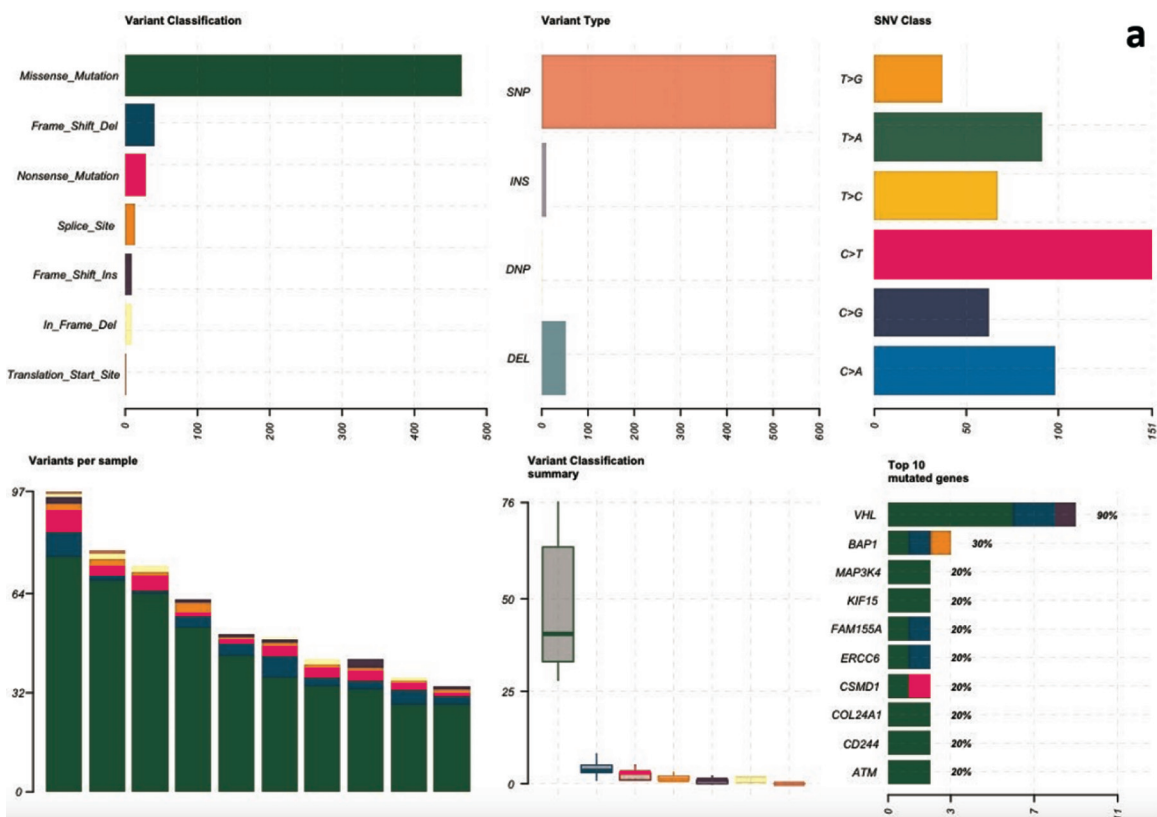 Variant Classification
Missense_Mutation
Frame_Shift_Del
Nonsense_Mutation
Splice_Site
Frame_Shift_Ins
In_Frame_Del
Translation_Start_Site
0
100
200
300
400
500
Variant Type
SNP
INS
DNP
DEL
0
100
200
300
400
500
600
SNV Class
a
T>G
T>A
T>C
C>T
C>G
C>A
0
50
100
151
Variants per sample
97
64
32
0
Variant Classification
summary
76
50
25
0
Top 10
mutated genes
VHL 90%
BAP1 30%
MAP3K4 20%
KIF15 20%
FAM155A 20%
ERCC6 20%
CSMD1 20%
COL24A1 20%
CD244 20%
ATM 20%
0
3
7
11